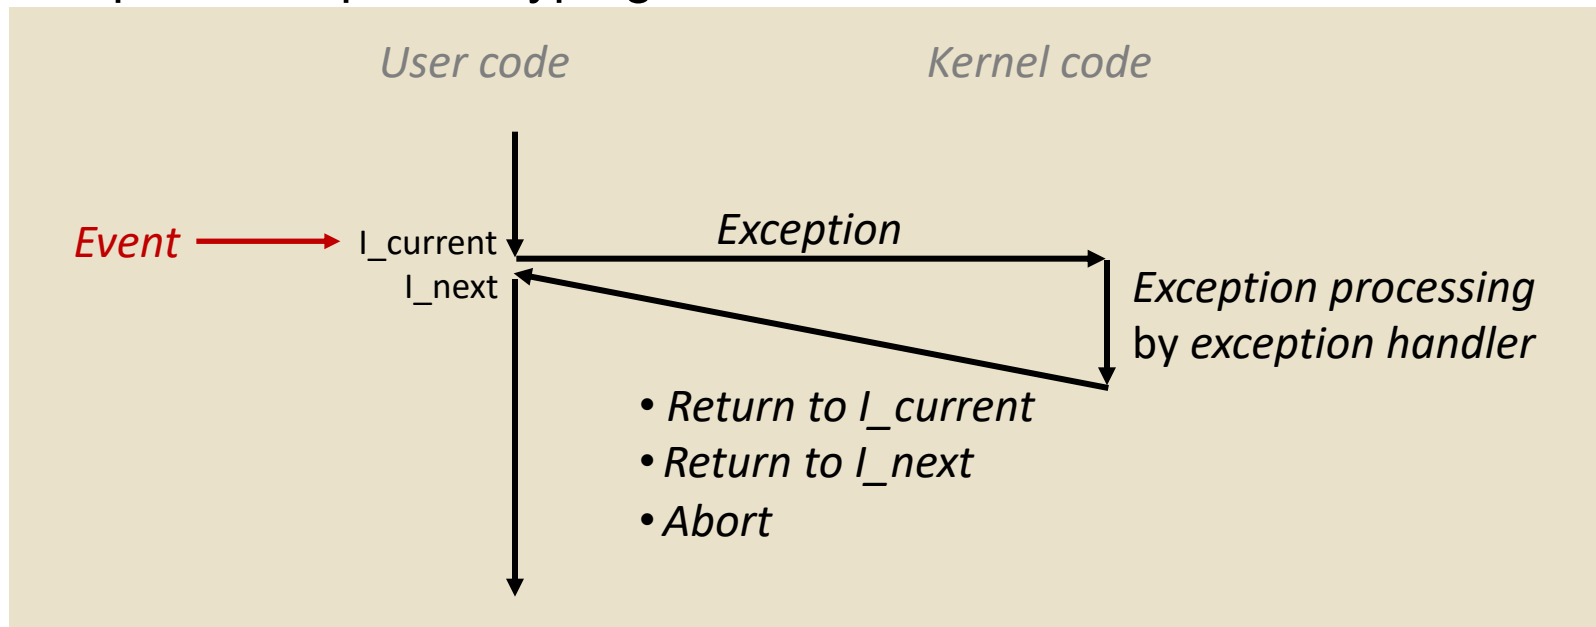 User code Kernel code
Event I_current Exception
I_next Exception processing
by exception handler
• Return to I_current
• Return to I_next
• Abort